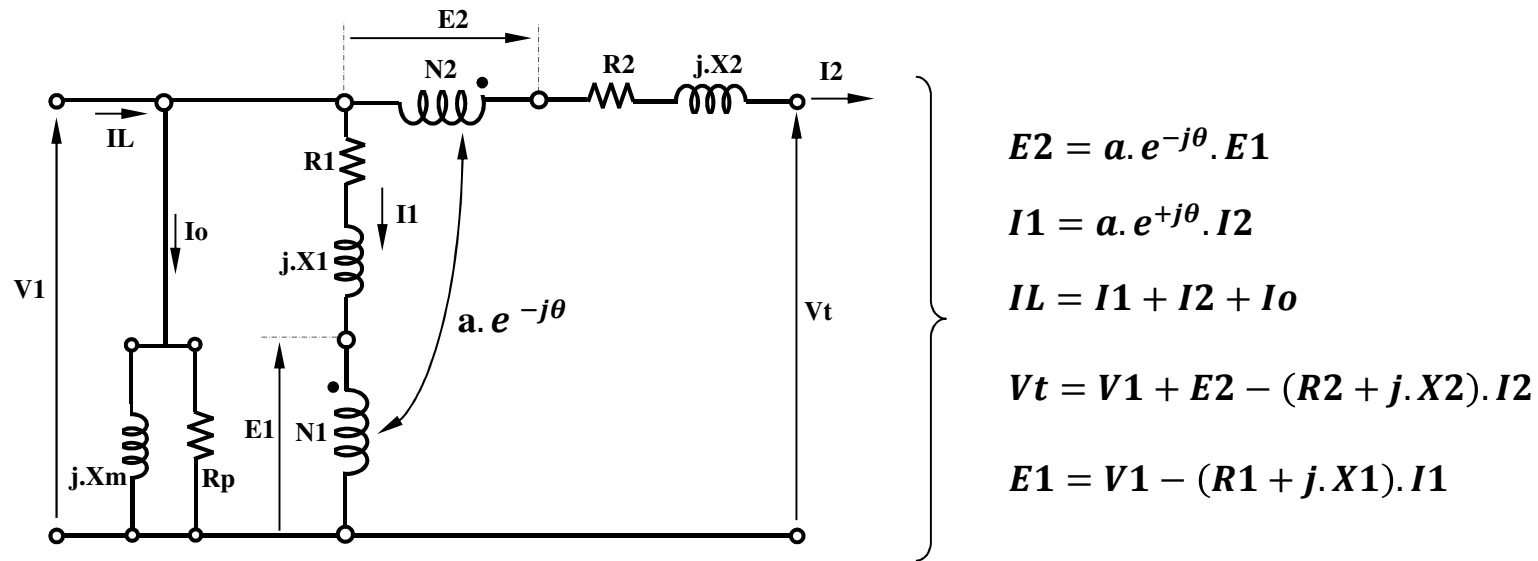 E2
N2
R2
j.X2
I2
IL
R1
I1
Io
j.X1
V1
a. e^{−jθ}
Vt
E1
N1
j.Xm
Rp
E2 = a. e^{−jθ}. E1
I1 = a. e^{+jθ}. I2
IL = I1 + I2 + Io
Vt = V1 + E2 − (R2 + j. X2). I2
E1 = V1 − (R1 + j. X1). I1